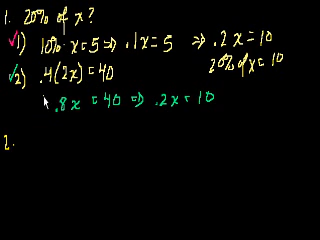 1. 20% of x?
1) 10% x = 5 ⇒ .1x = 5 ⇒ .2x = 10
20% of x = 10
2) .4(2x) = 40
.8x = 40 ⇒ .2x = 10
2.